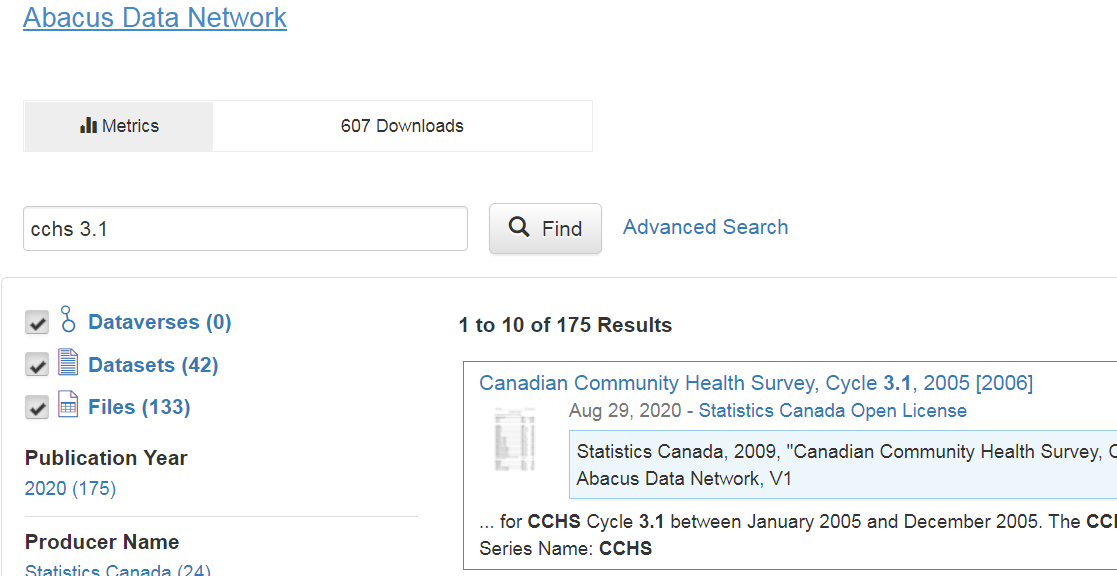 Abacus Data Network
Metrics
607 Downloads
cchs 3.1
Find
Advanced Search
Dataverses (0)
Datasets (42)
Files (133)
Publication Year
2020 (175)
Producer Name
Statistics Canada (24)
1 to 10 of 175 Results
Canadian Community Health Survey, Cycle 3.1, 2005 [2006]
Aug 29, 2020 - Statistics Canada Open License
Statistics Canada, 2009, "Canadian Community Health Survey, C
Abacus Data Network, V1
... for CCHS Cycle 3.1 between January 2005 and December 2005. The CCH
Series Name: CCHS